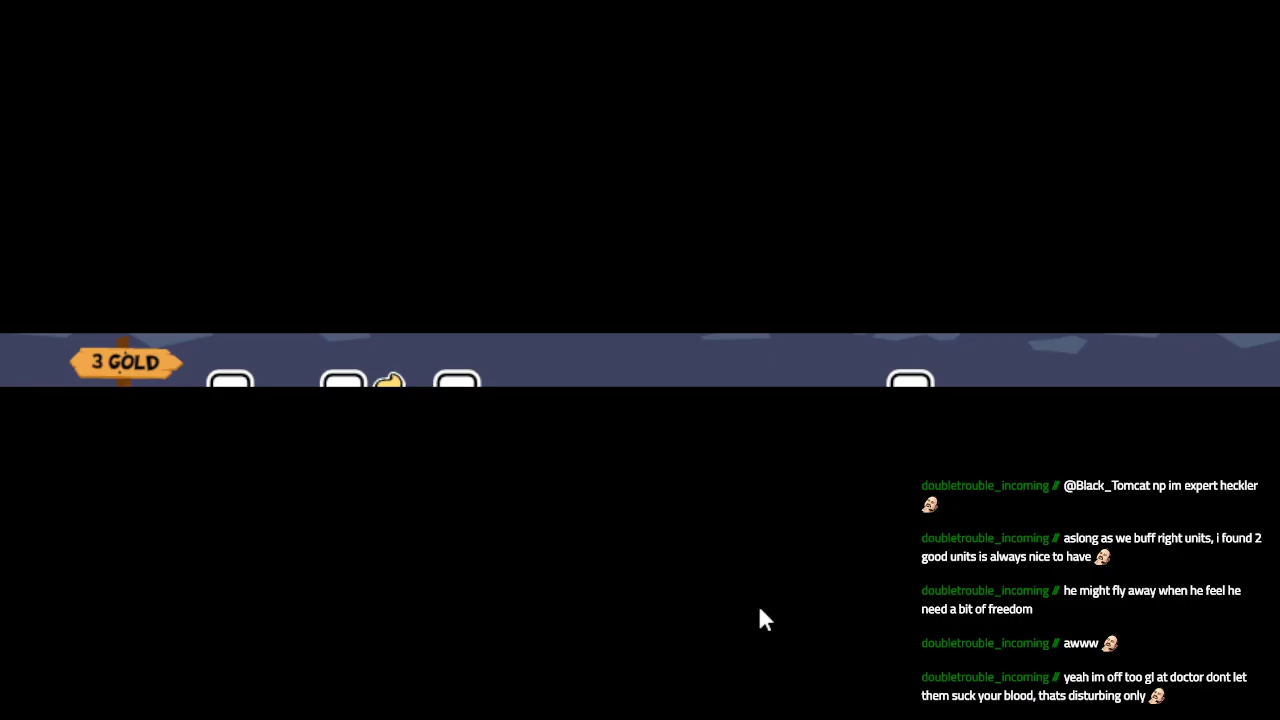 3 GOLD
doubletrouble_incoming // @Black_Tomcat np im expert heckler
doubletrouble_incoming // aslong as we buff right units, i found 2
good units is always nice to have
doubletrouble_incoming // he might fly away when he feel he
need a bit of freedom
doubletrouble_incoming // awww
doubletrouble_incoming // yeah im off too gl at doctor dont let
them suck your blood, thats disturbing only